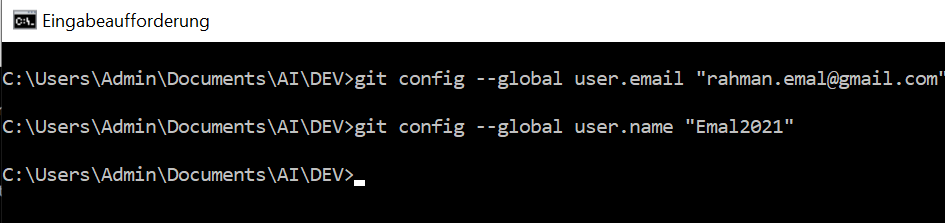 Eingabeaufforderung
C:\Users\Admin\Documents\AI\DEV>git config --global user.email "rahman.emal@gmail.com"
C:\Users\Admin\Documents\AI\DEV>git config --global user.name "Emal2021"
C:\Users\Admin\Documents\AI\DEV>